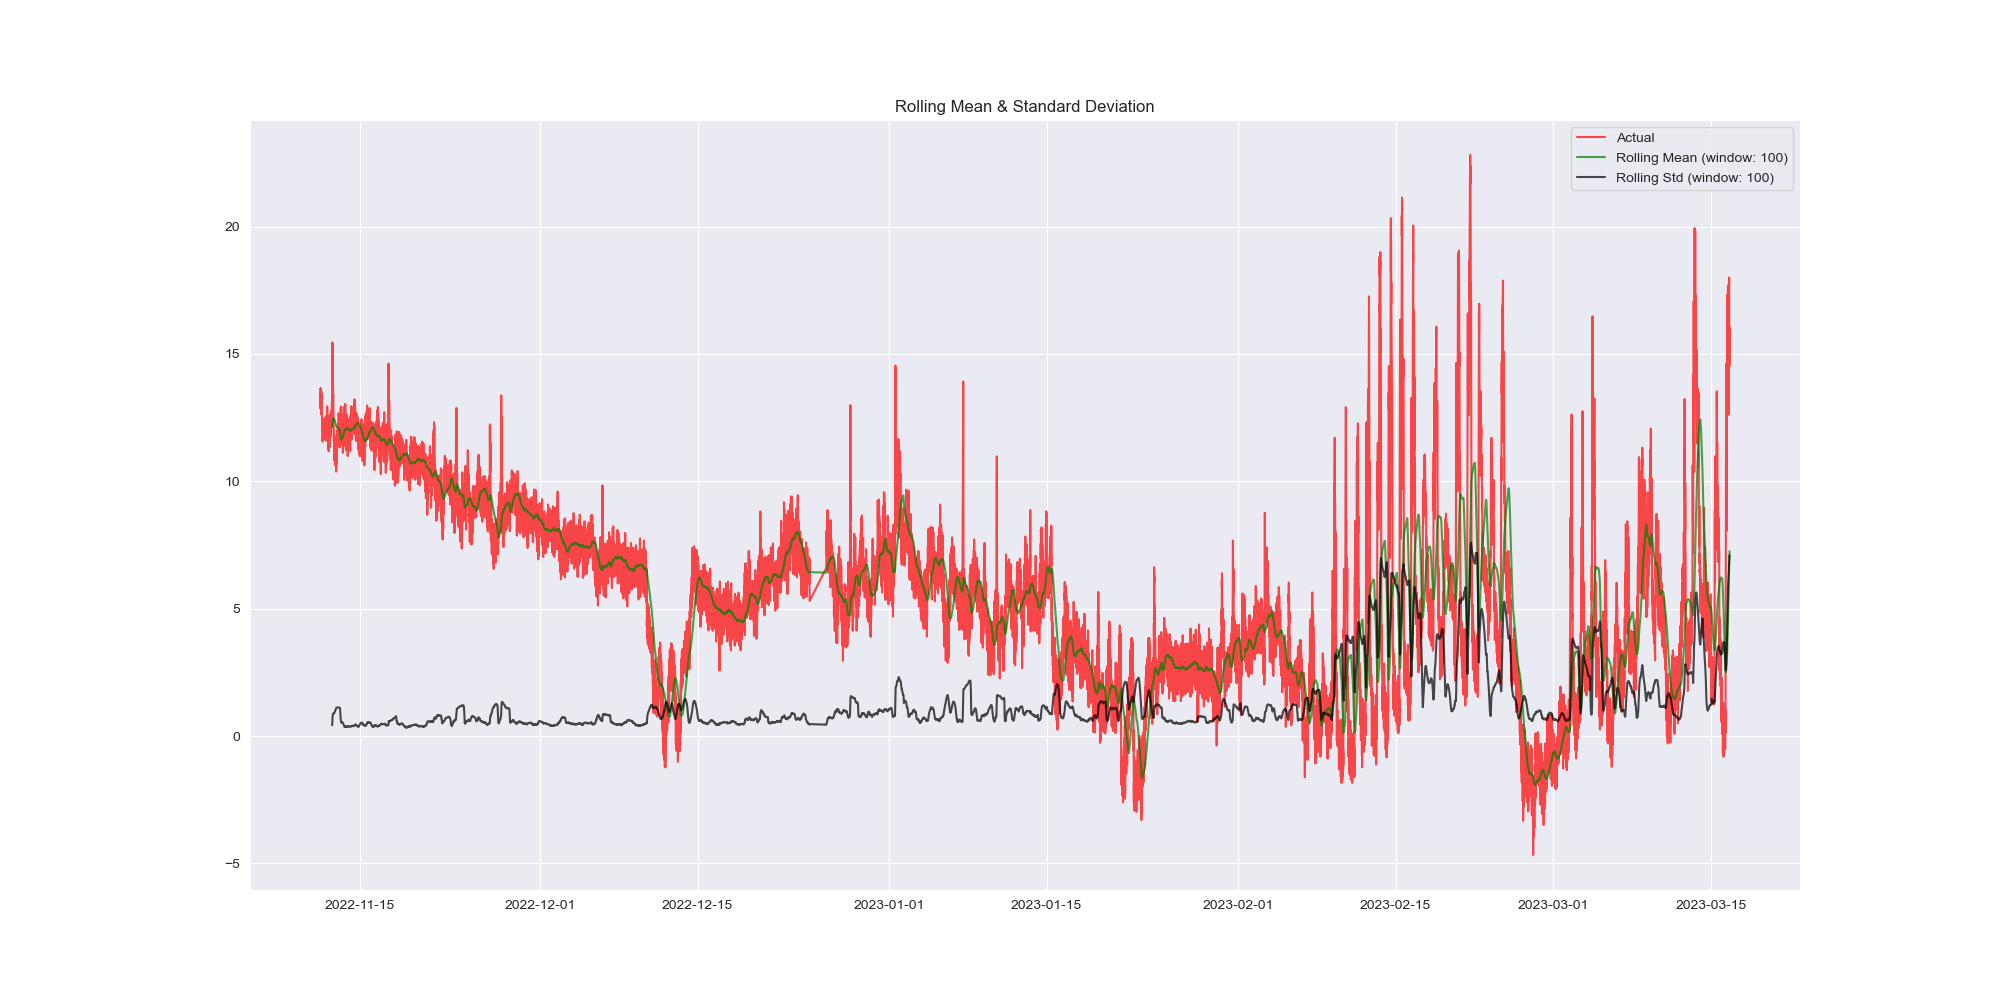 Rolling Mean & Standard Deviation
Actual
Rolling Mean (window: 100)
Rolling Std (window: 100)
20
15
10
5
0
−5
2022-11-15 2022-12-01 2022-12-15 2023-01-01 2023-01-15 2023-02-01 2023-02-15 2023-03-01 2023-03-15